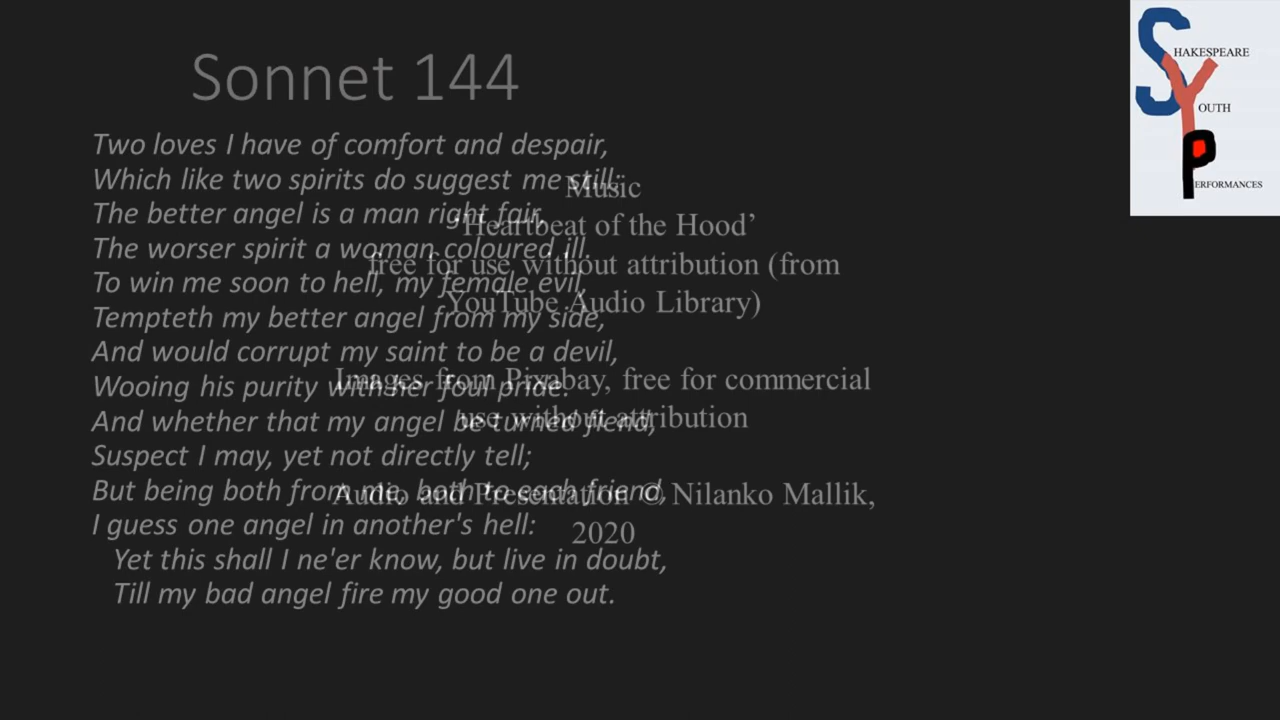 Sonnet 144
Two loves I have of comfort and despair,
Which like two spirits do suggest me still:
The better angel is a man right fair,
The worser spirit a woman coloured ill.
To win me soon to hell, my female evil,
Tempteth my better angel from my side,
And would corrupt my saint to be a devil,
Wooing his purity with her foul pride.
And whether that my angel be turned fiend,
Suspect I may, yet not directly tell;
But being both from me, both to each friend,
I guess one angel in another's hell:
Yet this shall I ne'er know, but live in doubt,
Till my bad angel fire my good one out.
Music
‘Heartbeat of the Hood’
free for use without attribution (from
YouTube Audio Library)
Images from Pixabay, free for commercial
use without attribution
Audio and Presentation © Nilanko Mallik,
2020
SHAKESPEARE
YOUTH
PERFORMANCES